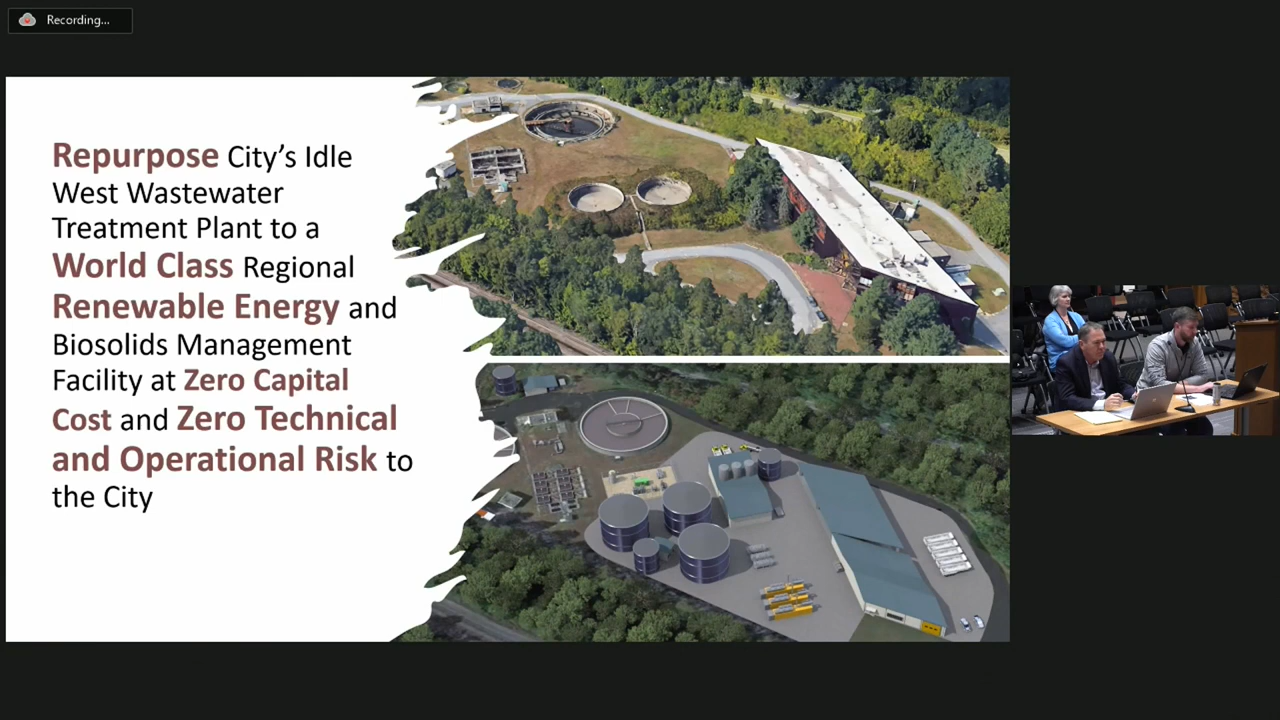 Recording...
Repurpose City’s Idle
West Wastewater
Treatment Plant to a
World Class Regional
Renewable Energy and
Biosolids Management
Facility at Zero Capital
Cost and Zero Technical
and Operational Risk to
the City